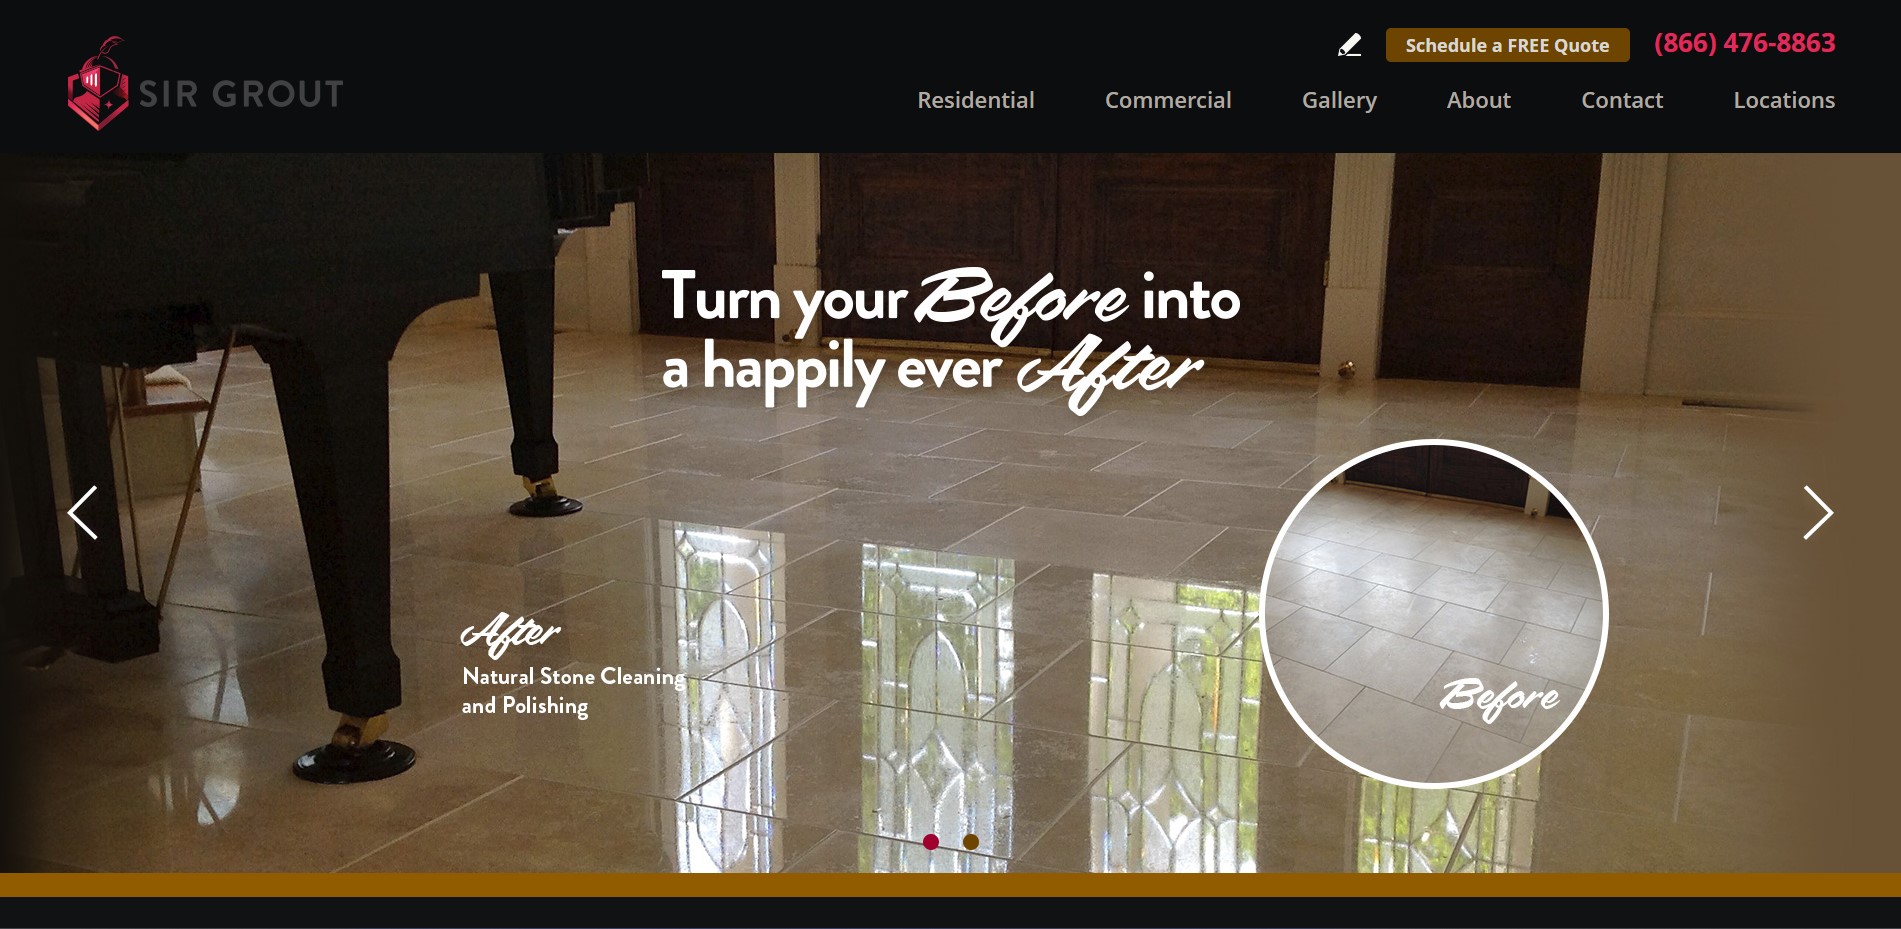 SIR GROUT
Schedule a FREE Quote
(866) 476-8863
Residential
Commercial
Gallery
About
Contact
Locations
Turn your Before into
a happily ever After
After
Natural Stone Cleaning
and Polishing
Before